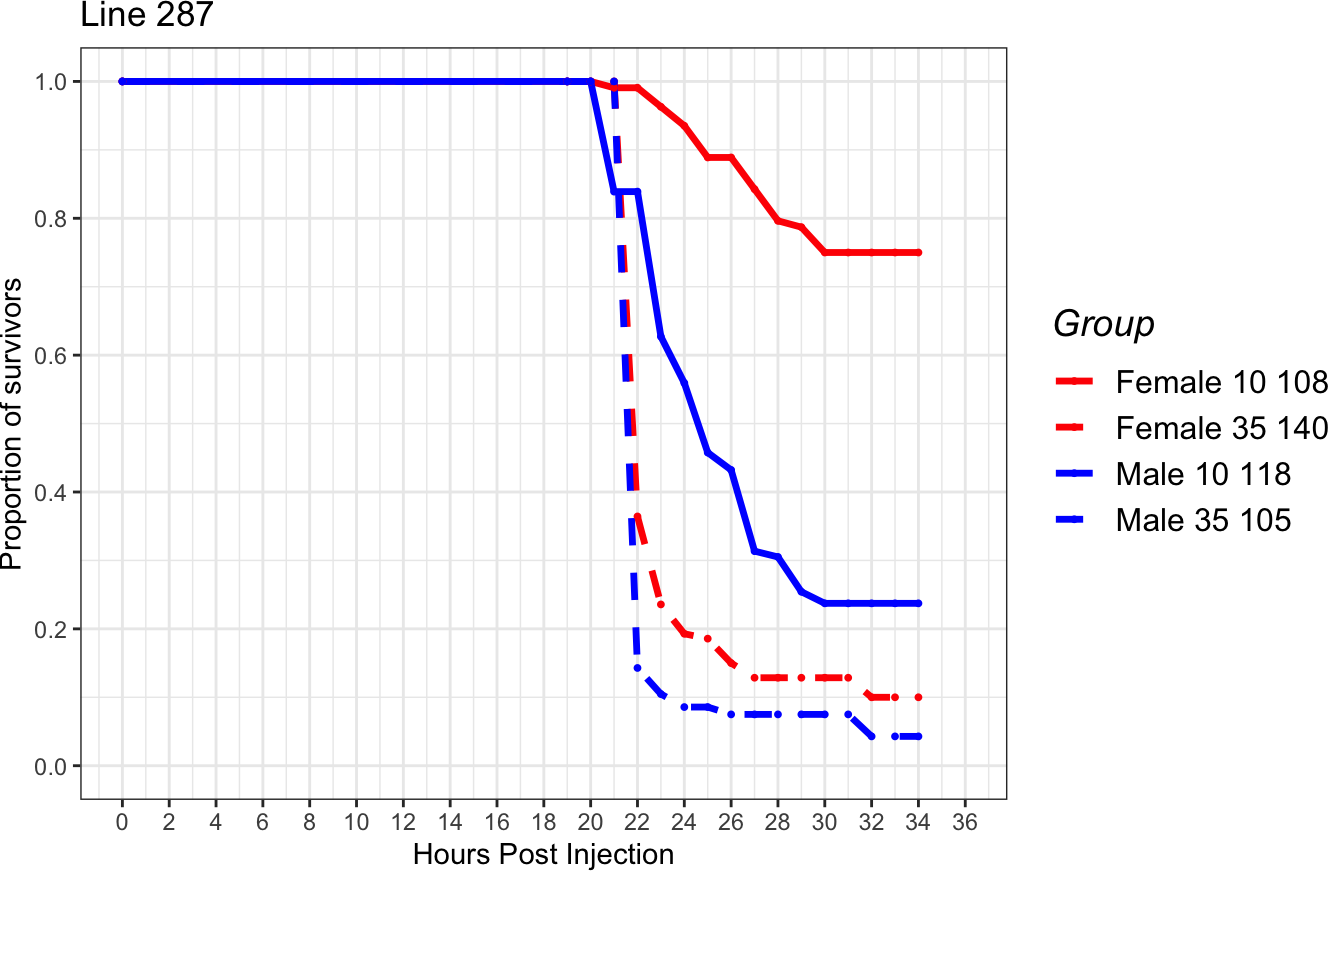 Line 287
1.0
0.8
0.6
0.4
0.2
0.0
Proportion of survivors
0 2 4 6 8 10 12 14 16 18 20 22 24 26 28 30 32 34 36
Hours Post Injection
Group
Female 10 108
Female 35 140
Male 10 118
Male 35 105